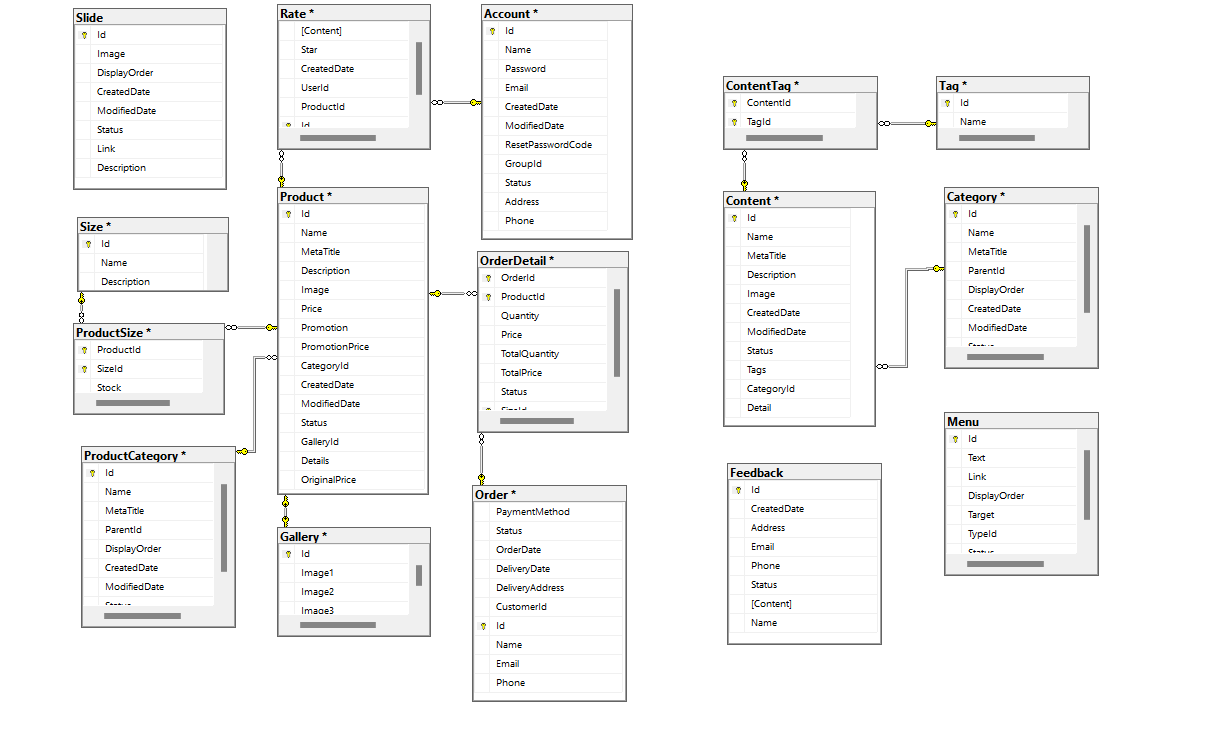 Slide
Id
Image
DisplayOrder
CreatedDate
ModifiedDate
Status
Link
Description
Rate *
[Content]
Star
CreatedDate
UserId
ProductId
Id
Account *
Id
Name
Password
Email
CreatedDate
ModifiedDate
ResetPasswordCode
GroupId
Status
Address
Phone
ContentTag *
ContentId
TagId
Tag *
Id
Name
Size *
Id
Name
Description
Product *
Id
Name
MetaTitle
Description
Image
Price
Promotion
PromotionPrice
CategoryId
CreatedDate
ModifiedDate
Status
GalleryId
Details
OriginalPrice
OrderDetail *
OrderId
ProductId
Quantity
Price
TotalQuantity
TotalPrice
Status
SizeId
Content *
Id
Name
MetaTitle
Description
Image
CreatedDate
ModifiedDate
Status
Tags
CategoryId
Detail
Category *
Id
Name
MetaTitle
ParentId
DisplayOrder
CreatedDate
ModifiedDate
Status
ProductSize *
ProductId
SizeId
Stock
ProductCategory *
Id
Name
MetaTitle
ParentId
DisplayOrder
CreatedDate
ModifiedDate
Status
Gallery *
Id
Image1
Image2
Image3
Order *
PaymentMethod
Status
OrderDate
DeliveryDate
DeliveryAddress
CustomerId
Id
Name
Email
Phone
Feedback
Id
CreatedDate
Address
Email
Phone
Status
[Content]
Name
Menu
Id
Text
Link
DisplayOrder
Target
TypeId
Status